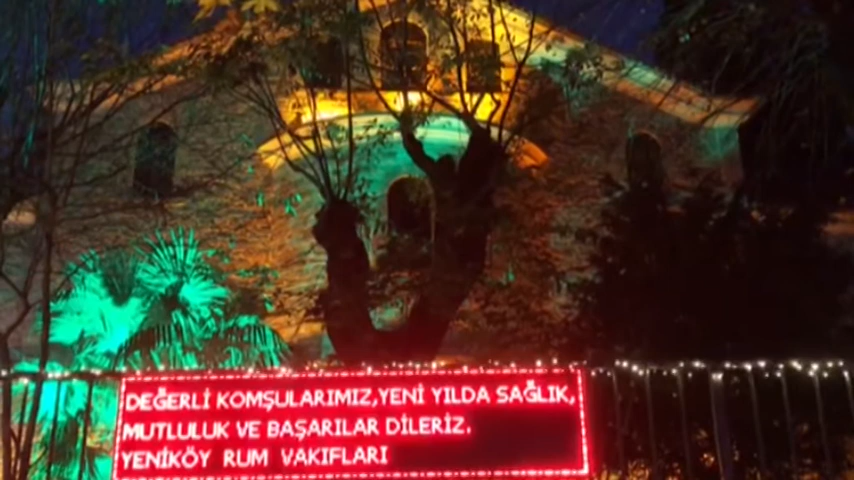 DEĞERLİ KOMŞULARIMIZ,YENİ YILDA SAĞLIK,
MUTLULUK VE BAŞARILAR DİLERİZ.
YENİKÖY RUM VAKIFLARI